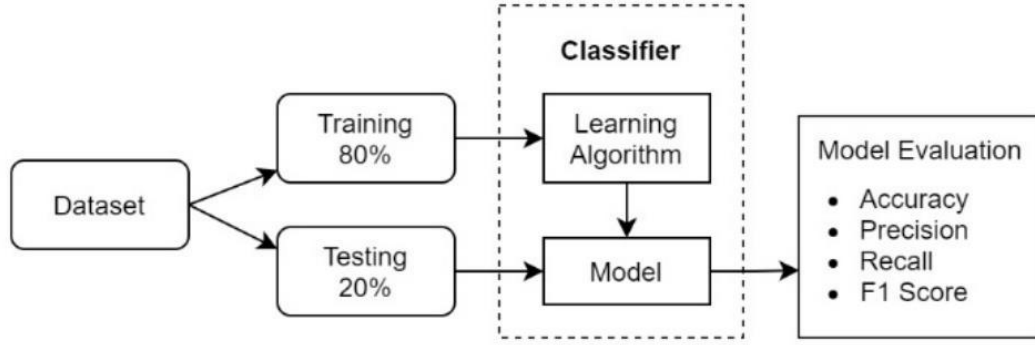 Dataset
Training
80%
Testing
20%
Classifier
Learning
Algorithm
Model
Model Evaluation
• Accuracy
• Precision
• Recall
• F1 Score